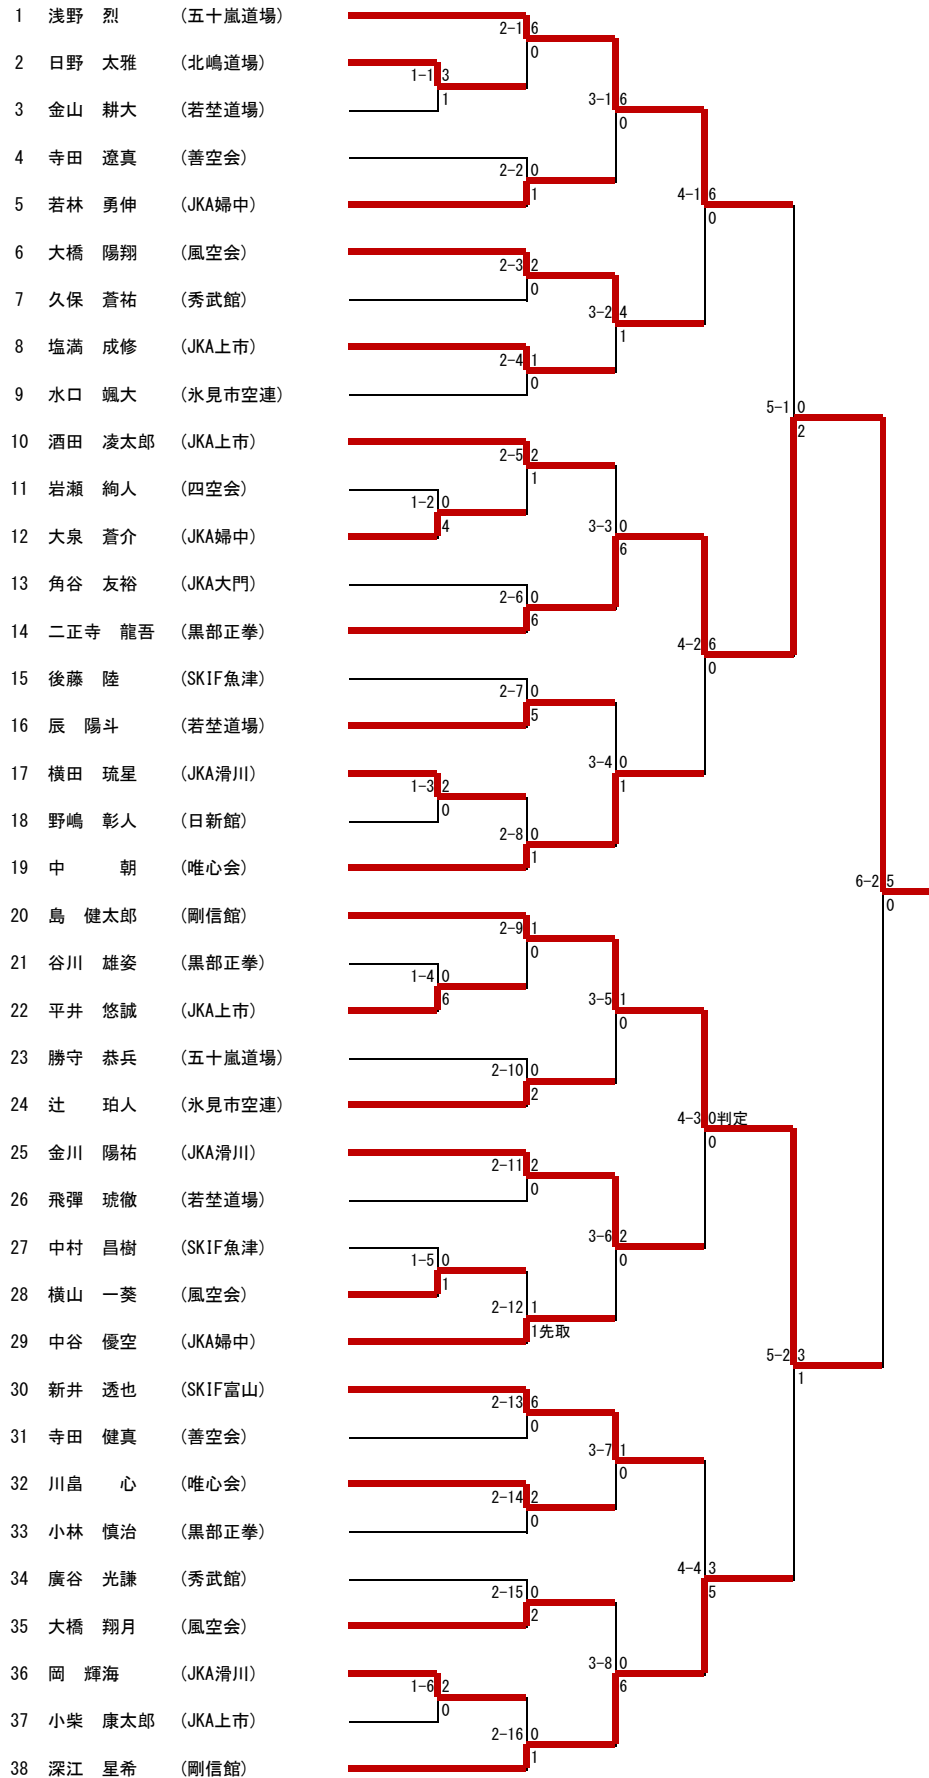 1 浅野 烈 (五十嵐道場)
2-1 6
0
2 日野 太雅 (北嶋道場)
1-1 3
1
3 金山 耕大 (若埜道場)
3-1 6
0
4 寺田 遼真 (善空会)
2-2 0
1
5 若林 勇伸 (JKA婦中)
4-1 6
0
6 大橋 陽翔 (風空会)
2-3 2
0
7 久保 蒼祐 (秀武館)
3-2 4
1
8 塩満 成修 (JKA上市)
2-4 1
0
9 水口 颯大 (氷見市空連)
5-1 0
2
10 酒田 凌太郎 (JKA上市)
2-5 2
1
11 岩瀬 絢人 (四空会)
1-2 0
4
12 大泉 蒼介 (JKA婦中)
3-3 0
6
13 角谷 友裕 (JKA大門)
2-6 0
6
14 二正寺 龍吾 (黒部正拳)
4-2 6
0
15 後藤 陸 (SKIF魚津)
2-7 0
5
16 辰 陽斗 (若埜道場)
3-4 0
1
17 横田 琉星 (JKA滑川)
1-3 2
0
18 野嶋 彰人 (日新館)
2-8 0
1
19 中 朝 (唯心会)
6-2 5
0
20 島 健太郎 (剛信館)
2-9 1
0
21 谷川 雄姿 (黒部正拳)
1-4 0
6
22 平井 悠誠 (JKA上市)
3-5 1
0
23 勝守 恭兵 (五十嵐道場)
2-10 0
2
24 辻 珀人 (氷見市空連)
4-3 0判定
0
25 金川 陽祐 (JKA滑川)
2-11 2
0
26 飛彈 琥徹 (若埜道場)
3-6 2
0
27 中村 昌樹 (SKIF魚津)
1-5 0
1
28 横山 一葵 (風空会)
2-12 1
1先取
29 中谷 優空 (JKA婦中)
5-2 3
1
30 新井 透也 (SKIF富山)
2-13 6
0
31 寺田 健真 (善空会)
3-7 1
0
32 川畠 心 (唯心会)
2-14 2
0
33 小林 慎治 (黒部正拳)
4-4 3
5
34 廣谷 光謙 (秀武館)
2-15 0
2
35 大橋 翔月 (風空会)
3-8 0
6
36 岡 輝海 (JKA滑川)
1-6 2
0
37 小柴 康太郎 (JKA上市)
2-16 0
1
38 深江 星希 (剛信館)